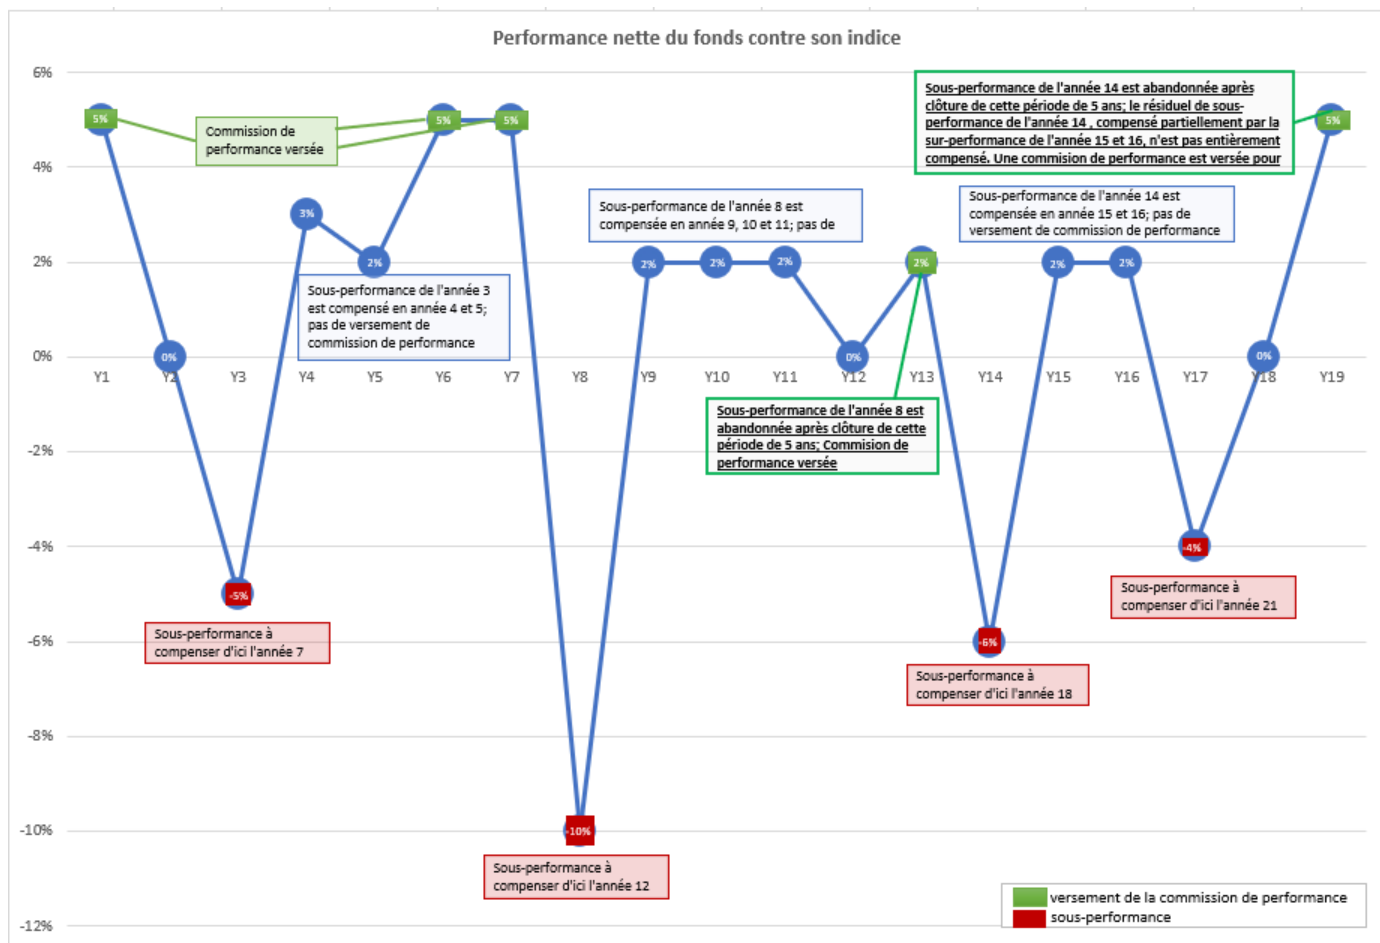 Performance nette du fonds contre son indice
6%
4%
2%
0%
-2%
-4%
-6%
-8%
-10%
-12%
5%
0%
-5%
3%
2%
5%
5%
-10%
2%
2%
2%
0%
2%
-6%
2%
2%
-4%
0%
5%
Y1
Y2
Y3
Y4
Y5
Y6
Y7
Y8
Y9
Y10
Y11
Y12
Y13
Y14
Y15
Y16
Y17
Y18
Y19
Commission de
performance versée
Sous-performance de l'année 3
est compensé en année 4 et 5;
pas de versement de
commission de performance
Sous-performance à
compenser d'ici l'année 7
Sous-performance à
compenser d'ici l'année 12
Sous-performance de l'année 8 est
compensée en année 9, 10 et 11; pas de
Sous-performance de l'année 8 est
abandonnée après clôture de cette
période de 5 ans; Commision de
performance versée
Sous-performance de l'année 14 est abandonnée après
clôture de cette période de 5 ans; le résiduel de sous-
performance de l'année 14 , compensé partiellement par la
sur-performance de l'année 15 et 16, n'est pas entièrement
compensé. Une commision de performance est versée pour
Sous-performance de l'année 14 est
compensée en année 15 et 16; pas de
versement de commission de performance
Sous-performance à
compenser d'ici l'année 18
Sous-performance à
compenser d'ici l'année 21
versement de la commission de performance
sous-performance